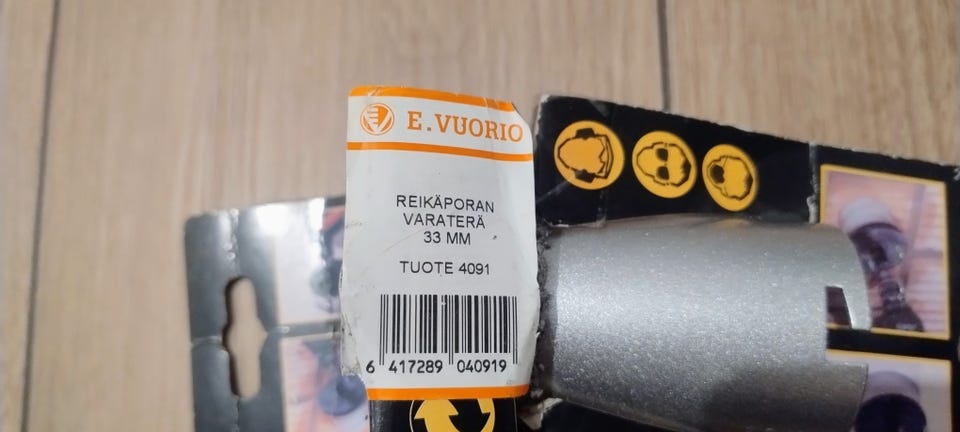 E.VUORIO
REIKÄPORAN
VARATERÄ
33 MM
TUOTE 4091
6 417289 040919